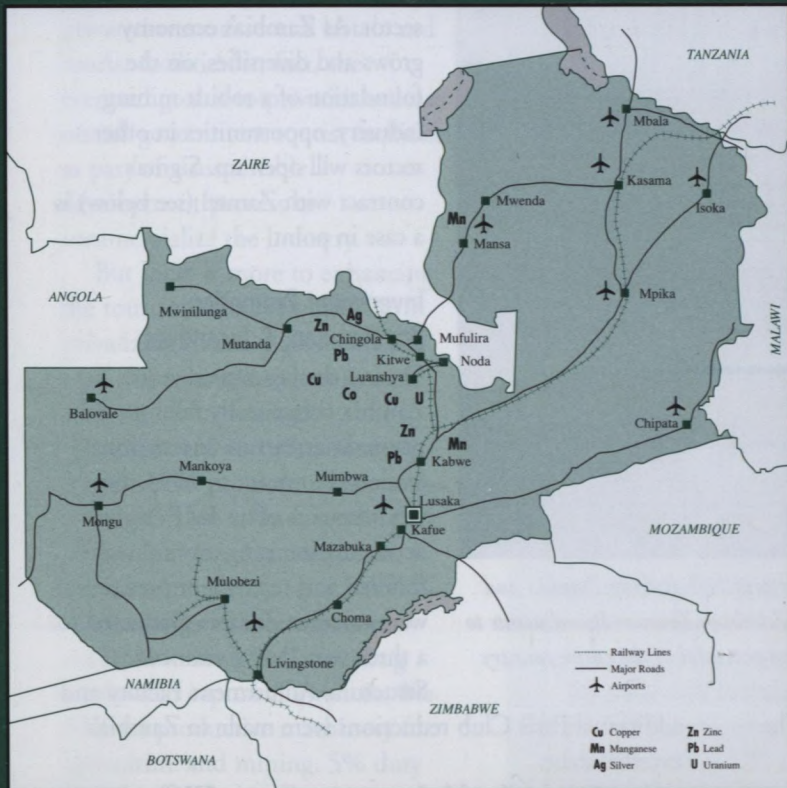 TANZANIA
Mbala
ZAIRE
Kasama
Mwenda
Isoka
Mn
Mansa
ANGOLA
Mpika
Mwinilunga
Ag
Zn
Mutanda
Chingola
Mufulira
MALAWI
Pb
Kitwe
Noda
Luanshya
Cu
Co
Cu
U
Balovale
Zn
Mn
Chipata
Pb
Kabwe
Mankoya
Mumbwa
Lusaka
Mongu
Kafue
MOZAMBIQUE
Mazabuka
Mulobezi
Choma
Livingstone
Railway Lines
Major Roads
Airports
NAMIBIA
ZIMBABWE
BOTSWANA
Cu Copper Zn Zinc
Mn Manganese Pb Lead
Ag Silver U Uranium